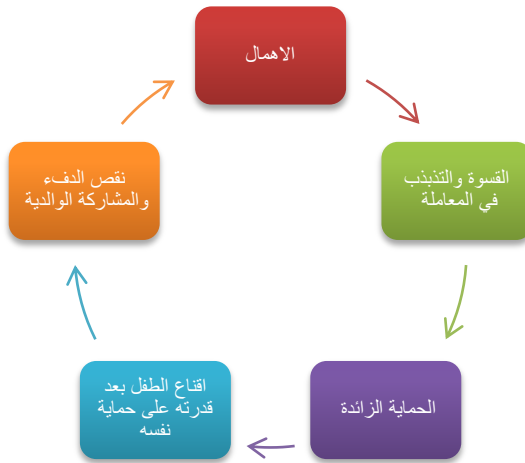 الاهمال
القسوة والتذبذب
في المعاملة
الحماية الزائدة
اقناع الطفل بعد
قدرته على حماية
نفسه
نقص الدفء
والمشاركة الوالدية